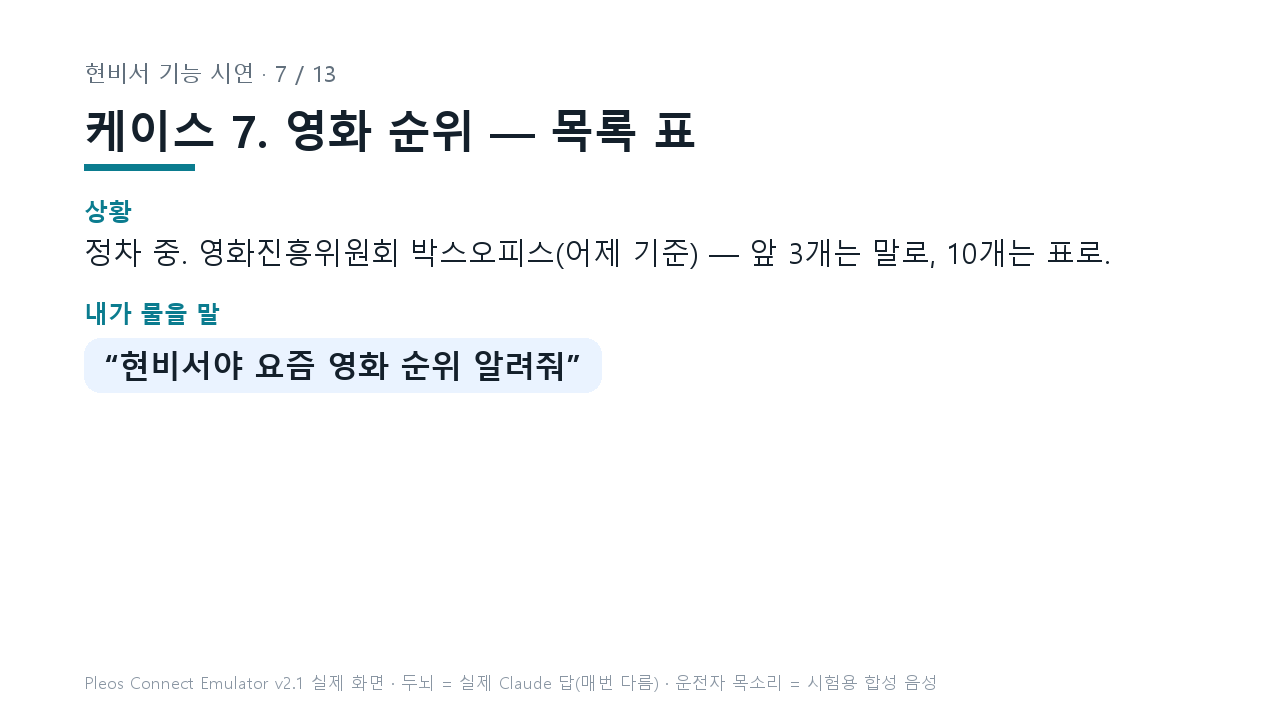 현비서 기능 시연 · 7 / 13
케이스 7. 영화 순위 — 목록 표
상황
정차 중. 영화진흥위원회 박스오피스(어제 기준) — 앞 3개는 말로, 10개는 표로.
내가 물을 말
“현비서야 요즘 영화 순위 알려줘”
Pleos Connect Emulator v2.1 실제 화면 · 두뇌 = 실제 Claude 답(매번 다름) · 운전자 목소리 = 시험용 합성 음성